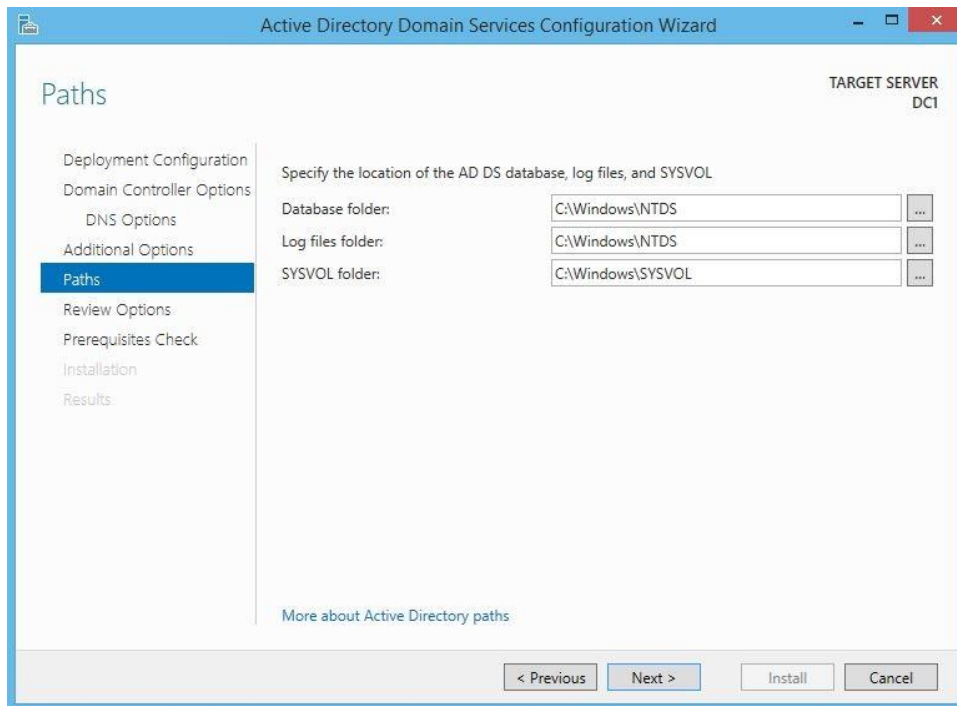 Active Directory Domain Services Configuration Wizard
Paths
TARGET SERVER
DC1
Deployment Configuration
Domain Controller Options
DNS Options
Additional Options
Paths
Review Options
Prerequisites Check
Installation
Results
Specify the location of the AD DS database, log files, and SYSVOL
Database folder: C:\Windows\NTDS ...
Log files folder: C:\Windows\NTDS ...
SYSVOL folder: C:\Windows\SYSVOL ...
More about Active Directory paths
< Previous Next > Install Cancel